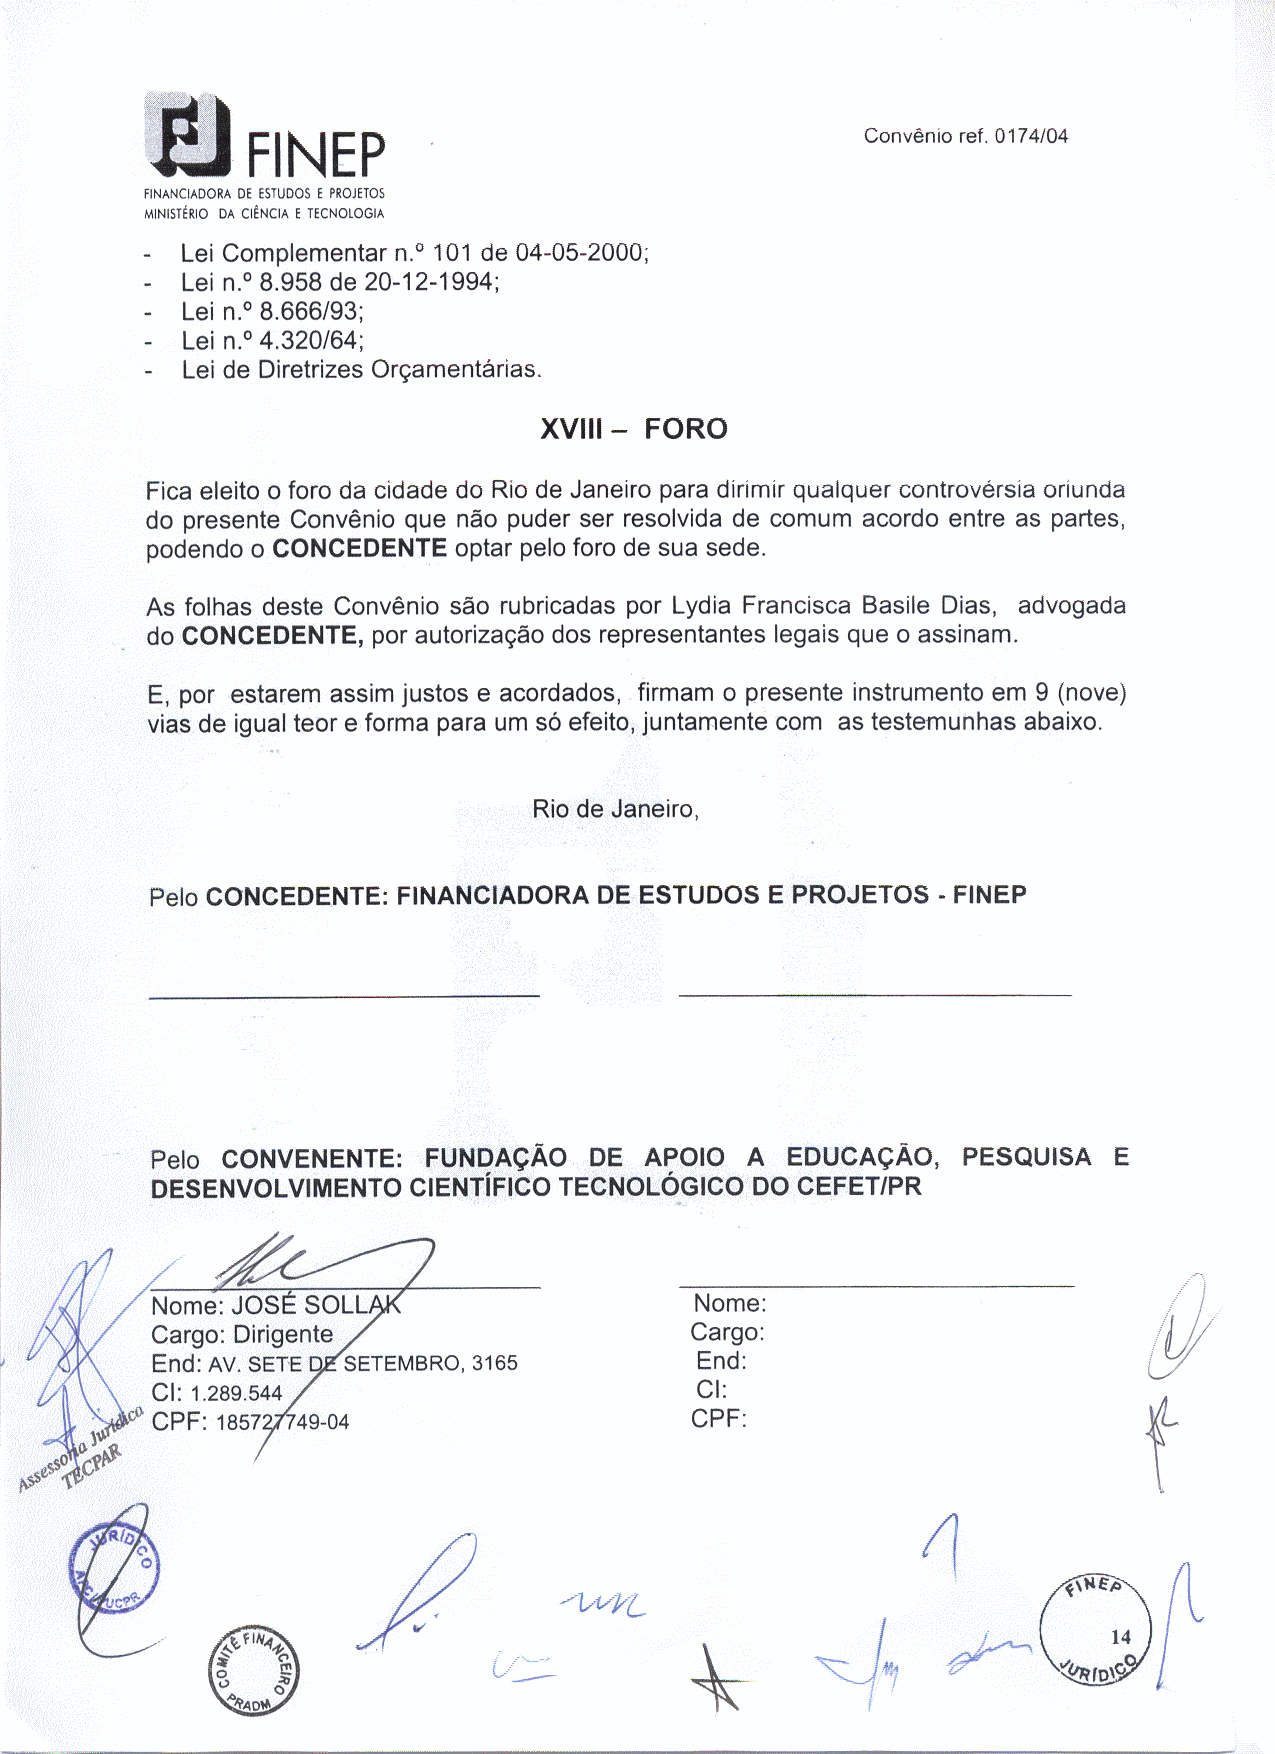 FINEP
Convênio ref. 0174/04
FINANCIADORA DE ESTUDOS E PROJETOS
MINISTÉRIO DA CIÊNCIA E TECNOLOGIA
- Lei Complementar n.º 101 de 04-05-2000;
- Lei n.º 8.958 de 20-12-1994;
- Lei n.º 8.666/93;
- Lei n.º 4.320/64;
- Lei de Diretrizes Orçamentárias.
XVIII – FORO
Fica eleito o foro da cidade do Rio de Janeiro para dirimir qualquer controvérsia oriunda
do presente Convênio que não puder ser resolvida de comum acordo entre as partes,
podendo o CONCEDENTE optar pelo foro de sua sede.
As folhas deste Convênio são rubricadas por Lydia Francisca Basile Dias, advogada
do CONCEDENTE, por autorização dos representantes legais que o assinam.
E, por estarem assim justos e acordados, firmam o presente instrumento em 9 (nove)
vias de igual teor e forma para um só efeito, juntamente com as testemunhas abaixo.
Rio de Janeiro,
Pelo CONCEDENTE: FINANCIADORA DE ESTUDOS E PROJETOS - FINEP
Pelo CONVENENTE: FUNDAÇÃO DE APOIO A EDUCAÇÃO, PESQUISA E
DESENVOLVIMENTO CIENTÍFICO TECNOLÓGICO DO CEFET/PR
Nome: JOSÉ SOLLAK
Cargo: Dirigente
End: AV. SETE DE SETEMBRO, 3165
CI: 1.289.544
CPF: 185727749-04
Nome:
Cargo:
End:
CI:
CPF:
Assessoria Jurídica
TECPAR
JURÍDICO
APC/PUCPR
COMITÊ FINANCEIRO
PRADM
FINEP
14
JURÍDICO